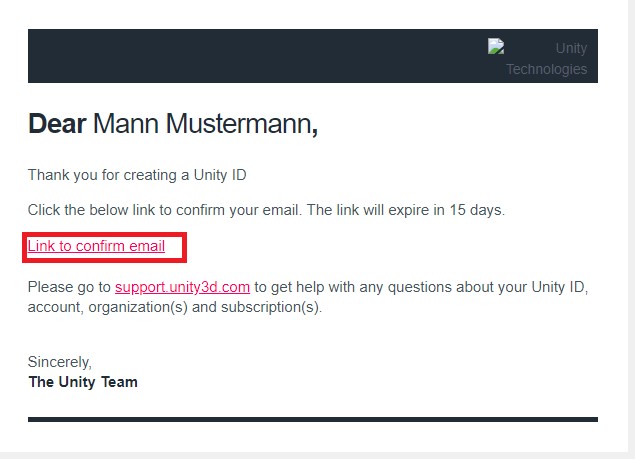 Unity
Technologies
Dear Mann Mustermann,
Thank you for creating a Unity ID
Click the below link to confirm your email. The link will expire in 15 days.
Link to confirm email
Please go to support.unity3d.com to get help with any questions about your Unity ID,
account, organization(s) and subscription(s).
Sincerely,
The Unity Team